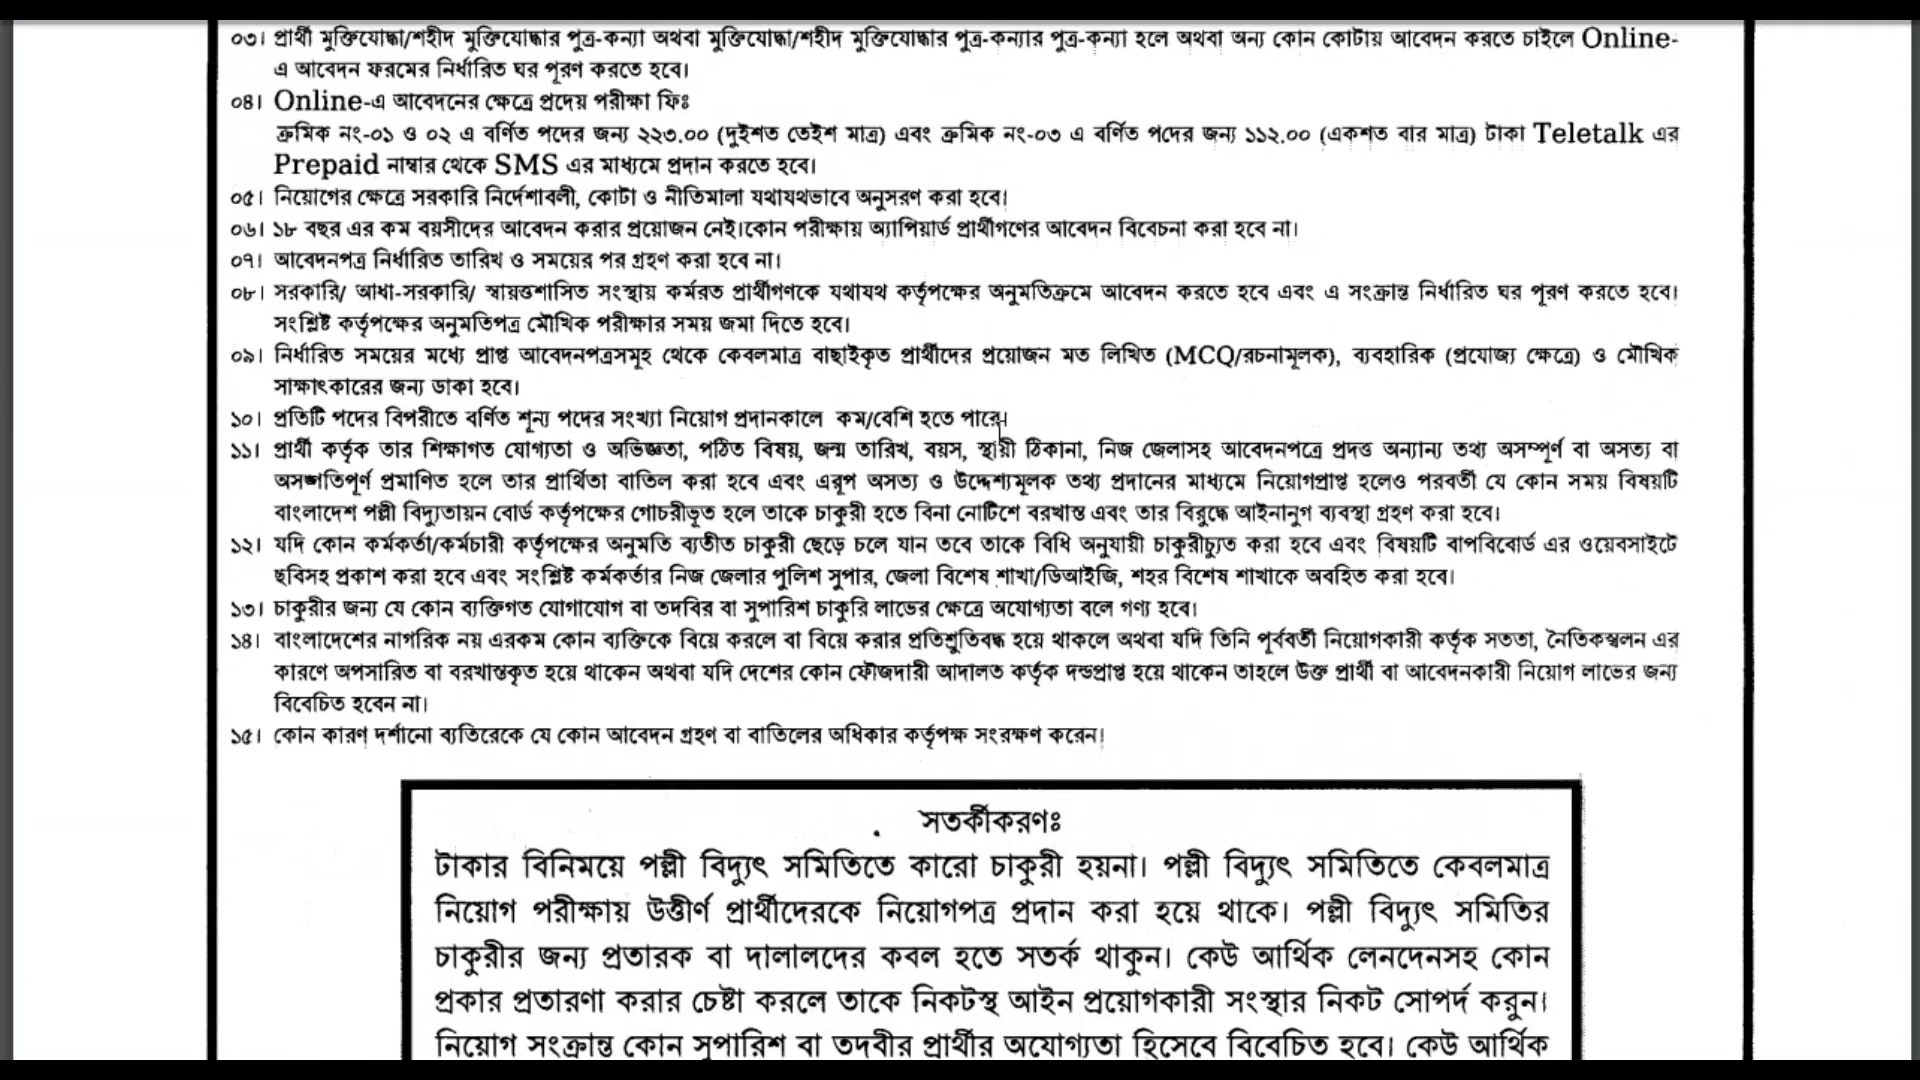 ০৩। প্রার্থী মুক্তিযোদ্ধা/শহীদ মুক্তিযোদ্ধার পুত্র-কন্যা অথবা মুক্তিযোদ্ধা/শহীদ মুক্তিযোদ্ধার পুত্র-কন্যার পুত্র-কন্যা হলে অথবা অন্য কোন কোটায় আবেদন করতে চাইলে Online-
এ আবেদন ফরমের নির্ধারিত ঘর পূরণ করতে হবে।
০৪। Online-এ আবেদনের ক্ষেত্রে প্রদেয় পরীক্ষা ফিঃ
ক্রমিক নং-০১ ও ০২ এ বর্ণিত পদের জন্য ২২৩.০০ (দুইশত তেইশ মাত্র) এবং ক্রমিক নং-০৩ এ বর্ণিত পদের জন্য ১১২.০০ (একশত বার মাত্র) টাকা Teletalk এর
Prepaid নাম্বার থেকে SMS এর মাধ্যমে প্রদান করতে হবে।
০৫। নিয়োগের ক্ষেত্রে সরকারি নির্দেশাবলী, কোটা ও নীতিমালা যথাযথভাবে অনুসরণ করা হবে।
০৬। ১৮ বছর এর কম বয়সীদের আবেদন করার প্রয়োজন নেই।কোন পরীক্ষায় অ্যাপিয়ার্ড প্রার্থীগণের আবেদন বিবেচনা করা হবে না।
০৭। আবেদনপত্র নির্ধারিত তারিখ ও সময়ের পর গ্রহণ করা হবে না।
০৮। সরকারি/ আধা-সরকারি/ স্বায়ত্তশাসিত সংস্থায় কর্মরত প্রার্থীগণকে যথাযথ কর্তৃপক্ষের অনুমতিক্রমে আবেদন করতে হবে এবং এ সংক্রান্ত নির্ধারিত ঘর পূরণ করতে হবে।
সংশ্লিষ্ট কর্তৃপক্ষের অনুমতিপত্র মৌখিক পরীক্ষার সময় জমা দিতে হবে।
০৯। নির্ধারিত সময়ের মধ্যে প্রাপ্ত আবেদনপত্রসমূহ থেকে কেবলমাত্র বাছাইকৃত প্রার্থীদের প্রয়োজন মত লিখিত (MCQ/রচনামূলক), ব্যবহারিক (প্রযোজ্য ক্ষেত্রে) ও মৌখিক
সাক্ষাৎকারের জন্য ডাকা হবে।
১০। প্রতিটি পদের বিপরীতে বর্ণিত শূন্য পদের সংখ্যা নিয়োগ প্রদানকালে কম/বেশি হতে পারে।
১১। প্রার্থী কর্তৃক তার শিক্ষাগত যোগ্যতা ও অভিজ্ঞতা, পঠিত বিষয়, জন্ম তারিখ, বয়স, স্থায়ী ঠিকানা, নিজ জেলাসহ আবেদনপত্রে প্রদত্ত অন্যান্য তথ্য অসম্পূর্ণ বা অসত্য বা
অসঙ্গতিপূর্ণ প্রমাণিত হলে তার প্রার্থিতা বাতিল করা হবে এবং এরূপ অসত্য ও উদ্দেশ্যমূলক তথ্য প্রদানের মাধ্যমে নিয়োগপ্রাপ্ত হলেও পরবর্তী যে কোন সময় বিষয়টি
বাংলাদেশ পল্লী বিদ্যুতায়ন বোর্ড কর্তৃপক্ষের গোচরীভূত হলে তাকে চাকুরী হতে বিনা নোটিশে বরখাস্ত এবং তার বিরুদ্ধে আইনানুগ ব্যবস্থা গ্রহণ করা হবে।
১২। যদি কোন কর্মকর্তা/কর্মচারী কর্তৃপক্ষের অনুমতি ব্যতীত চাকুরী ছেড়ে চলে যান তবে তাকে বিধি অনুযায়ী চাকুরীচ্যুত করা হবে এবং বিষয়টি বাপবিবোর্ড এর ওয়েবসাইটে
ছবিসহ প্রকাশ করা হবে এবং সংশ্লিষ্ট কর্মকর্তার নিজ জেলার পুলিশ সুপার, জেলা বিশেষ শাখা/ডিআইজি, শহর বিশেষ শাখাকে অবহিত করা হবে।
১৩। চাকুরীর জন্য যে কোন ব্যক্তিগত যোগাযোগ বা তদবির বা সুপারিশ চাকুরি লাভের ক্ষেত্রে অযোগ্যতা বলে গণ্য হবে।
১৪। বাংলাদেশের নাগরিক নয় এরকম কোন ব্যক্তিকে বিয়ে করলে বা বিয়ে করার প্রতিশ্রুতিবদ্ধ হয়ে থাকলে অথবা যদি তিনি পূর্ববর্তী নিয়োগকারী কর্তৃক সততা, নৈতিকস্খলন এর
কারণে অপসারিত বা বরখাস্তকৃত হয়ে থাকেন অথবা যদি দেশের কোন ফৌজদারী আদালত কর্তৃক দন্ডপ্রাপ্ত হয়ে থাকেন তাহলে উক্ত প্রার্থী বা আবেদনকারী নিয়োগ লাভের জন্য
বিবেচিত হবেন না।
১৫। কোন কারণ দর্শানো ব্যতিরেকে যে কোন আবেদন গ্রহণ বা বাতিলের অধিকার কর্তৃপক্ষ সংরক্ষণ করেন।
সতর্কীকরণঃ
টাকার বিনিময়ে পল্লী বিদ্যুৎ সমিতিতে কারো চাকুরী হয়না। পল্লী বিদ্যুৎ সমিতিতে কেবলমাত্র
নিয়োগ পরীক্ষায় উত্তীর্ণ প্রার্থীদেরকে নিয়োগপত্র প্রদান করা হয়ে থাকে। পল্লী বিদ্যুৎ সমিতির
চাকুরীর জন্য প্রতারক বা দালালদের কবল হতে সতর্ক থাকুন। কেউ আর্থিক লেনদেনসহ কোন
প্রকার প্রতারণা করার চেষ্টা করলে তাকে নিকটস্থ আইন প্রয়োগকারী সংস্থার নিকট সোপর্দ করুন।
নিয়োগ সংক্রান্ত কোন সুপারিশ বা তদবীর প্রার্থীর অযোগ্যতা হিসেবে বিবেচিত হবে। কেউ আর্থিক